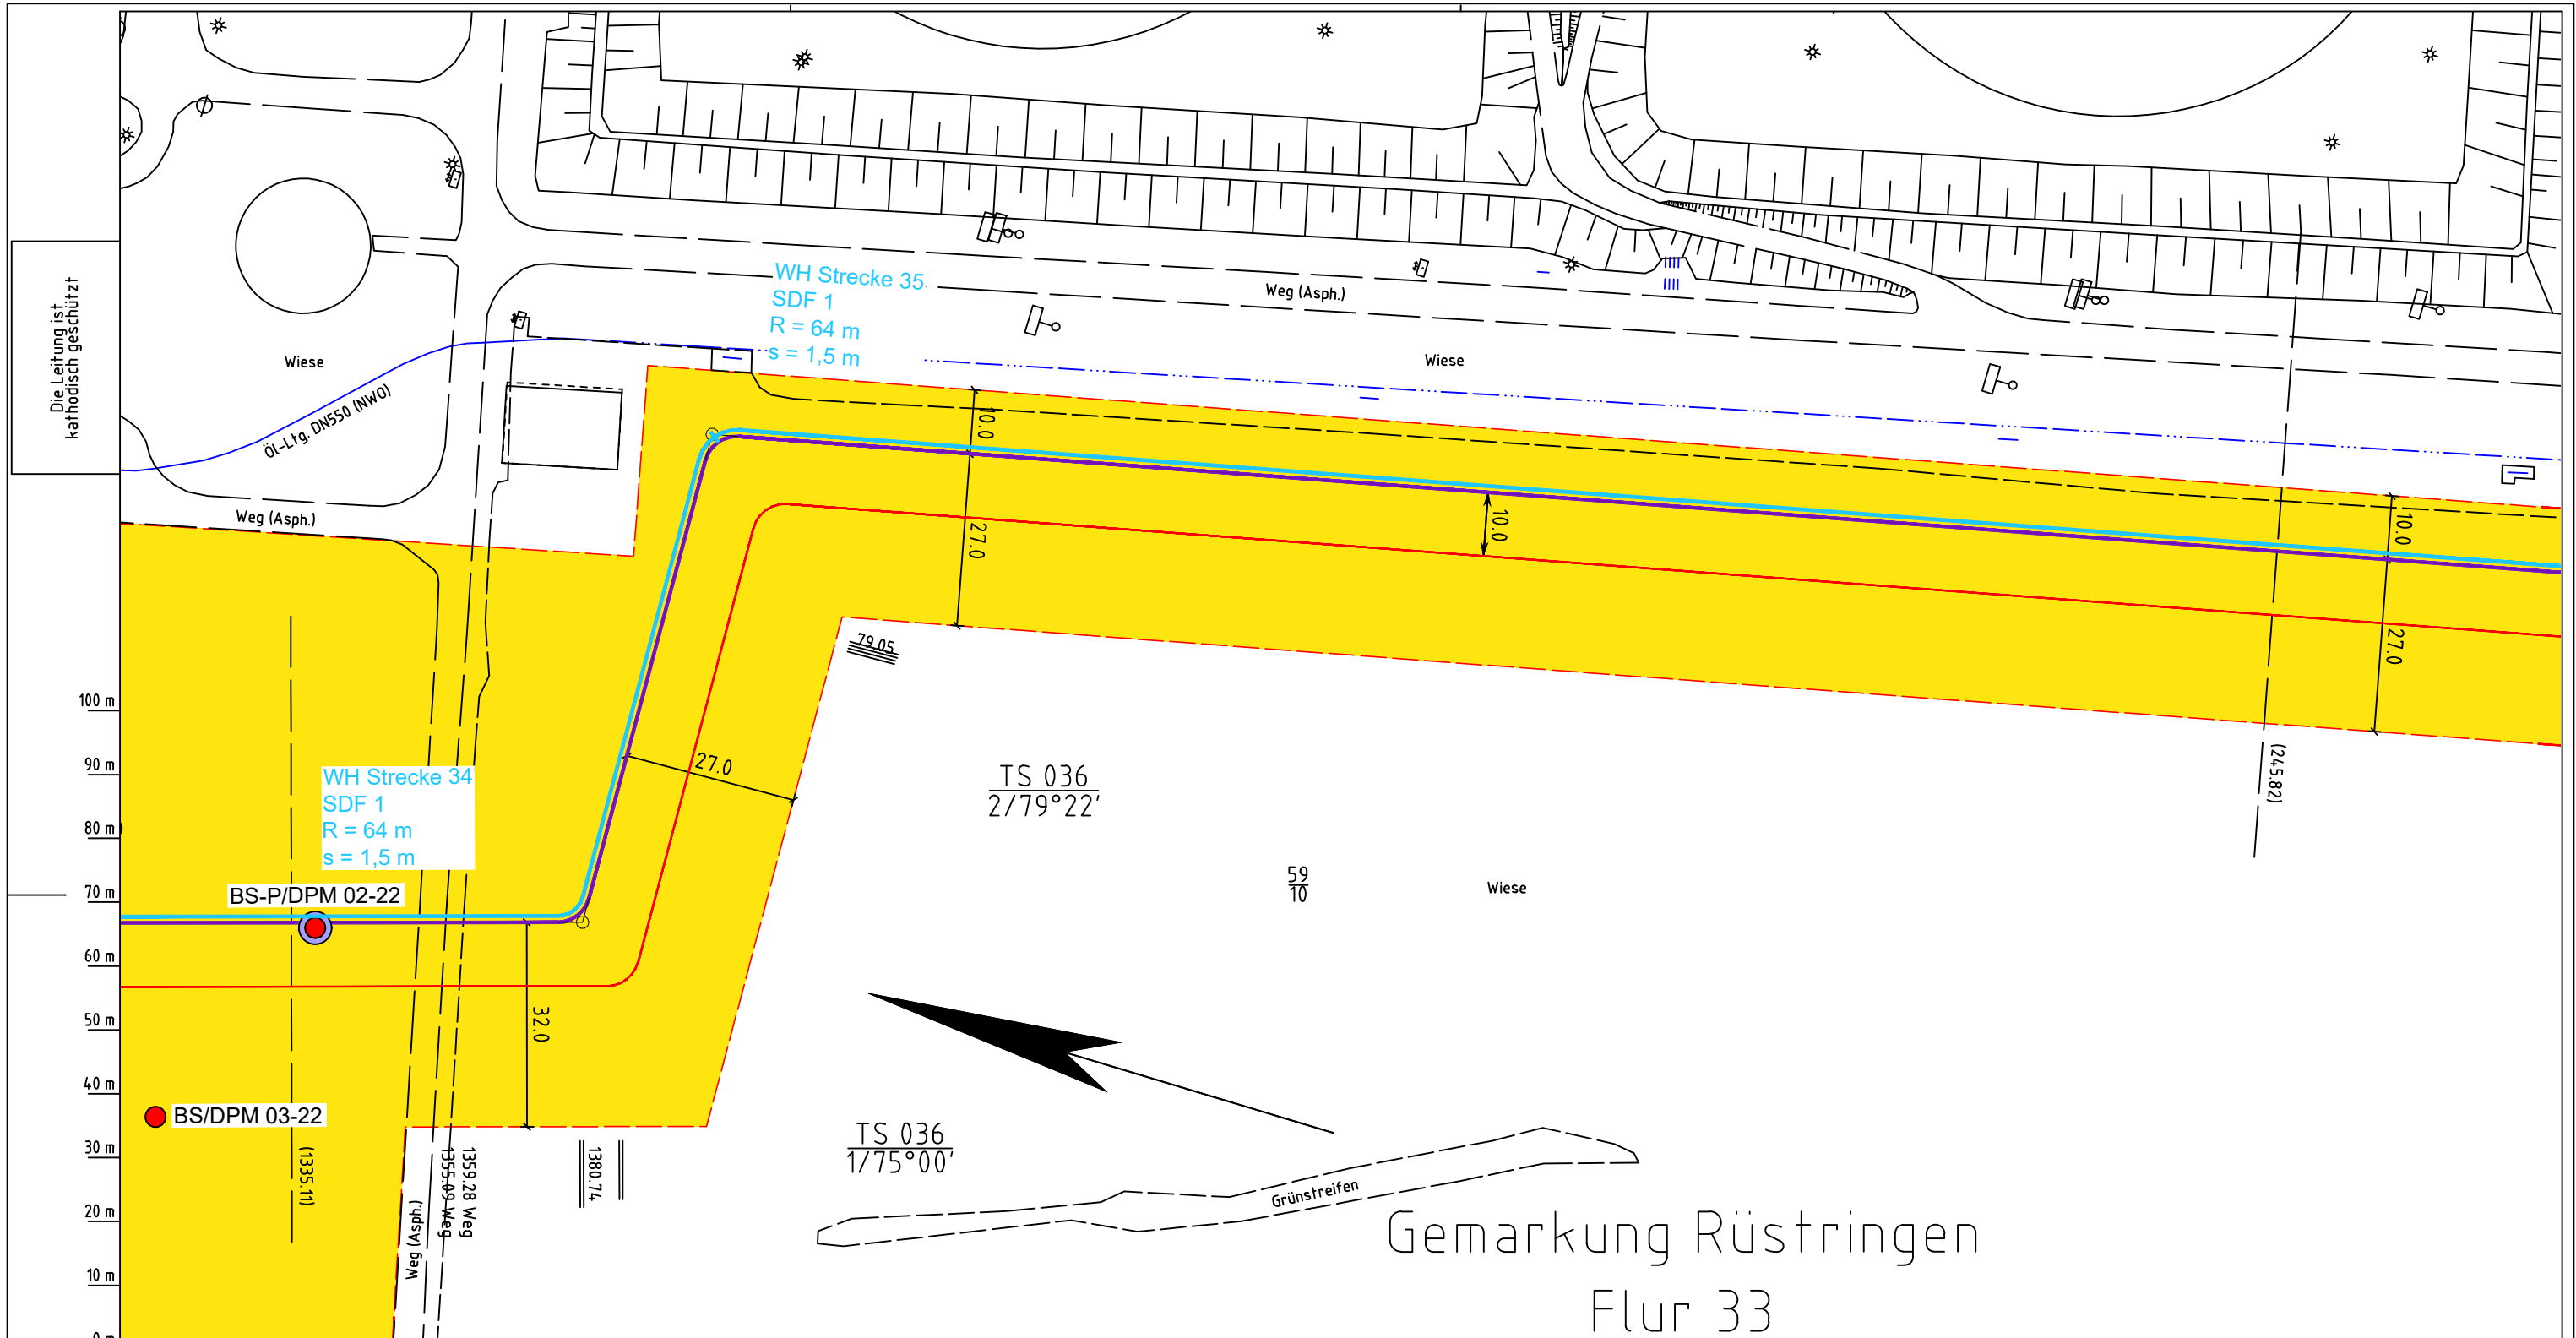 Die Leitung ist
kathodisch geschützt
Wiese
Öl-Ltg. DN550 (NWO)
Weg (Asph.)
WH Strecke 35
SDF 1
R = 64 m
s = 1,5 m
Weg (Asph.)
Wiese
10.0
27.0
10.0
10.0
27.0
79.05
27.0
(245.82)
TS 036
2/79°22'
59
10
Wiese
100 m
90 m
80 m
70 m
60 m
50 m
40 m
30 m
20 m
10 m
0 m
WH Strecke 34
SDF 1
R = 64 m
s = 1,5 m
BS-P/DPM 02-22
32.0
BS/DPM 03-22
(1335.11)
Weg (Asph.)
1355.09 Weg
1359.28 Weg
1380.74
TS 036
1/75°00'
Grünstreifen
Gemarkung Rüstringen
Flur 33